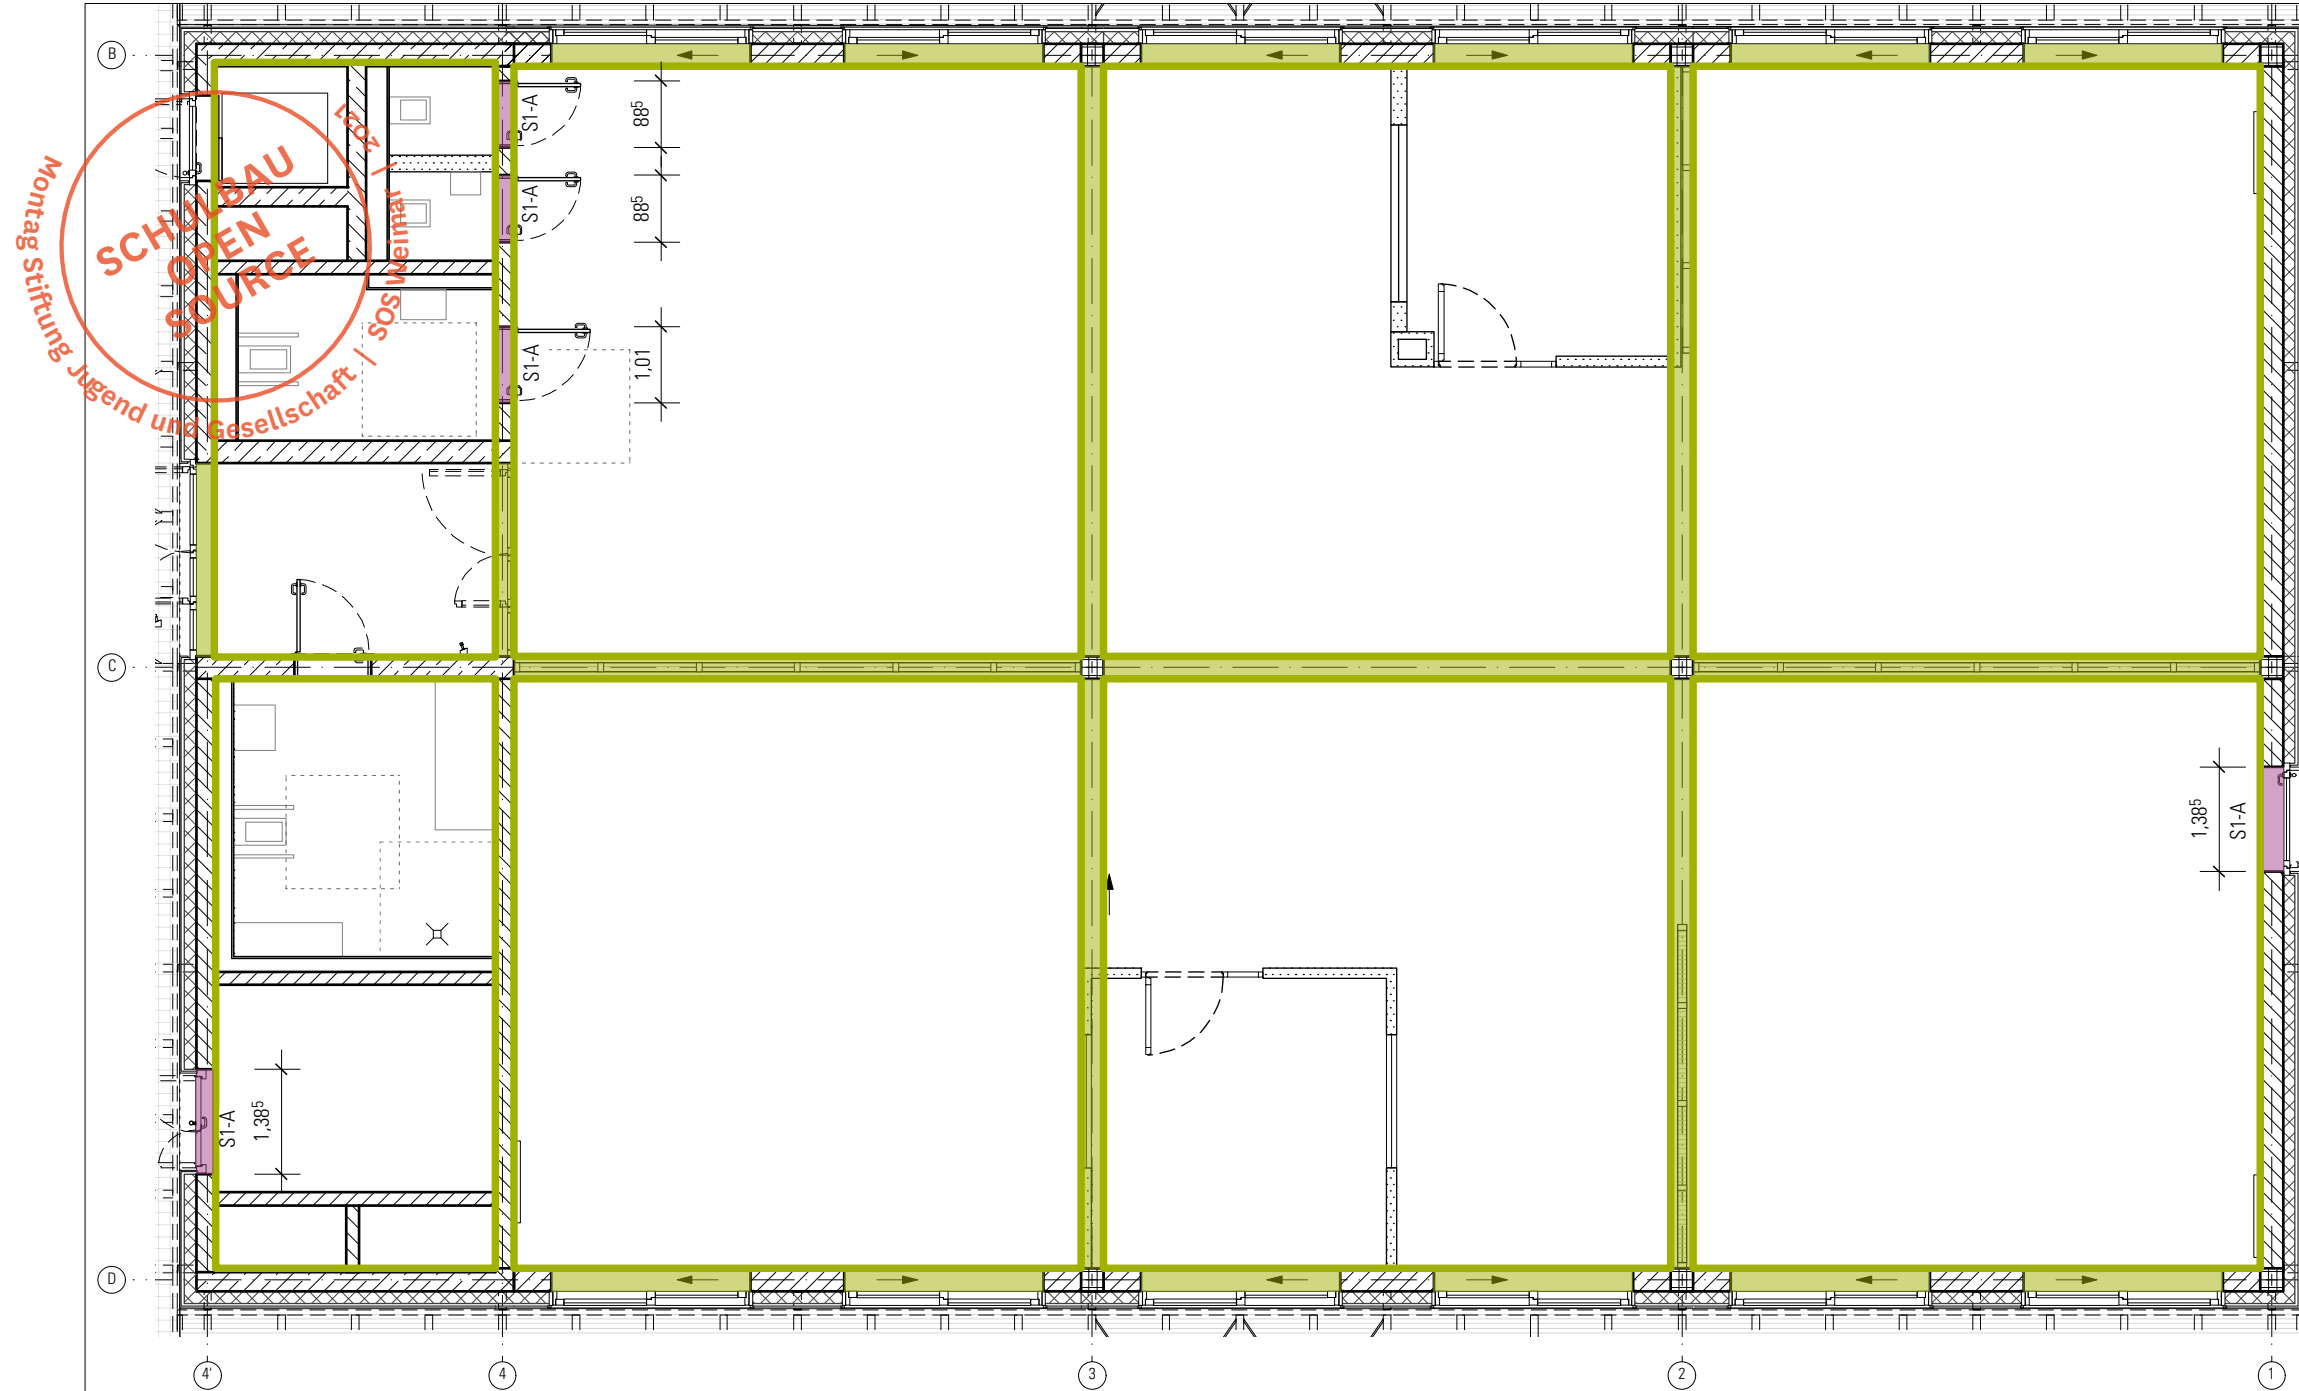 B
S1-A
88⁵
S1-A
88⁵
S1-A
1,01
SCHULBAU
OPEN
SOURCE
Montag Stiftung Jugend und Gesellschaft | SOS Weimar | 2021
C
1,38⁵
S1-A
S1-A
1,38⁵
D
4'
4
3
2
1